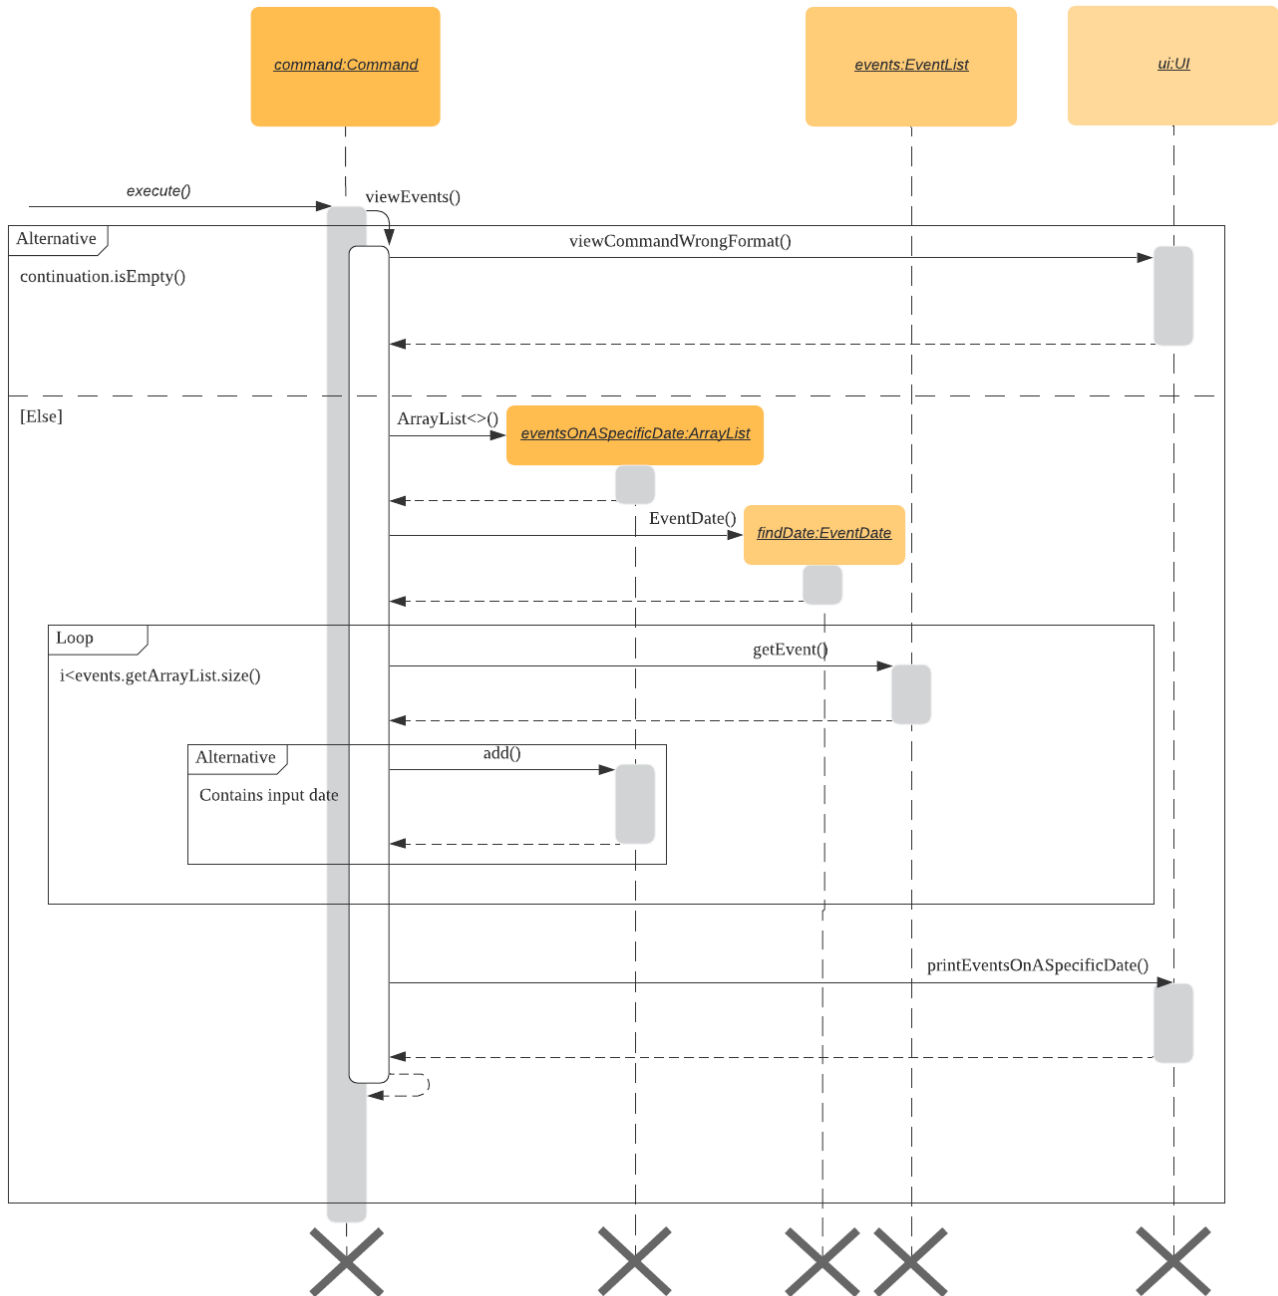 command:Command
events:EventList
ui:UI
execute()
viewEvents()
Alternative
viewCommandWrongFormat()
continuation.isEmpty()
[Else]
ArrayList<>()
eventsOnASpecificDate:ArrayList
EventDate()
findDate:EventDate
Loop
getEvent()
i<events.getArrayList.size()
Alternative
add()
Contains input date
printEventsOnASpecificDate()